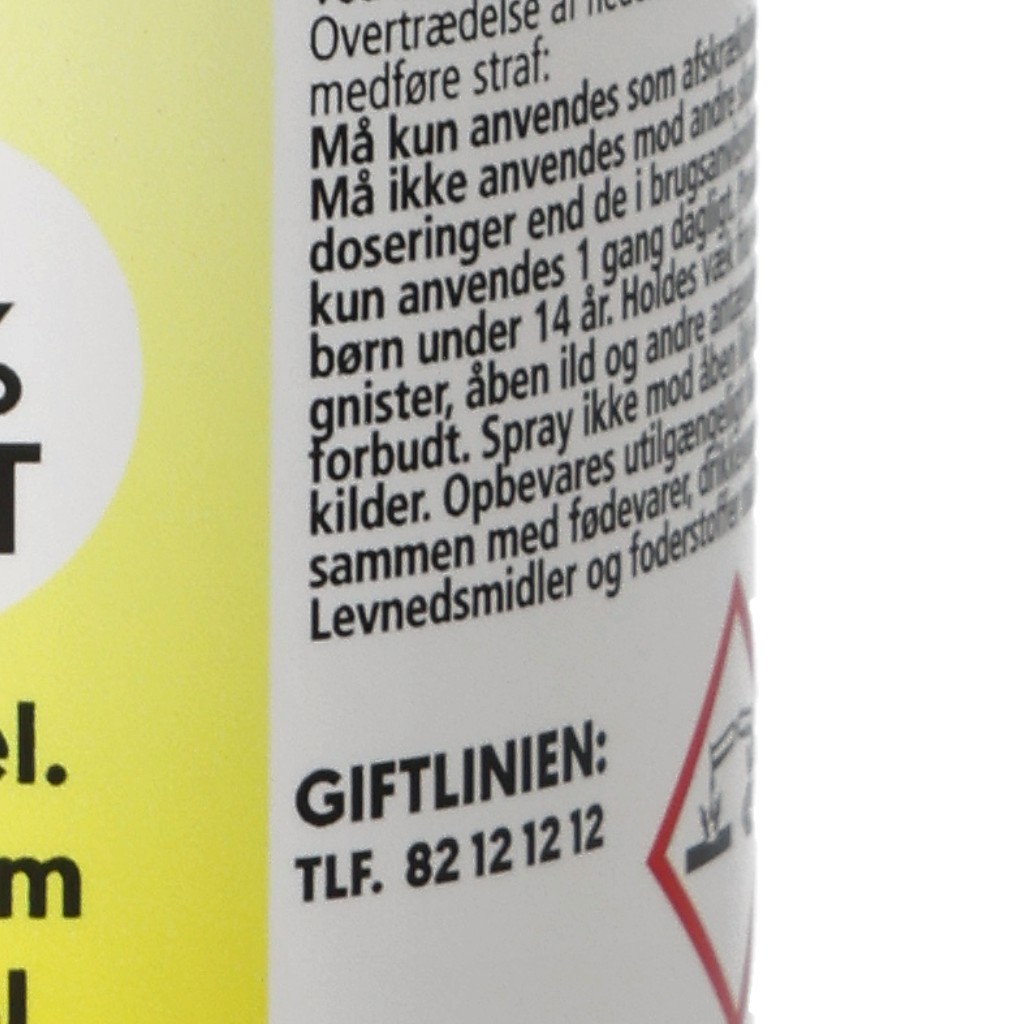 Overtrædelse af
medføre straf:
Må kun anvendes som
Må ikke anvendes mod andre
doseringer end de i
kun anvendes 1 gang dagligt.
børn under 14 år. Holdes væk
gnister, åben ild og andre
forbudt. Spray ikke mod åben
kilder. Opbevares utilgængeligt
sammen med fødevarer,
Levnedsmidler og foderstoffer
%
T
el.
m
GIFTLINIEN:
TLF. 82 12 12 12